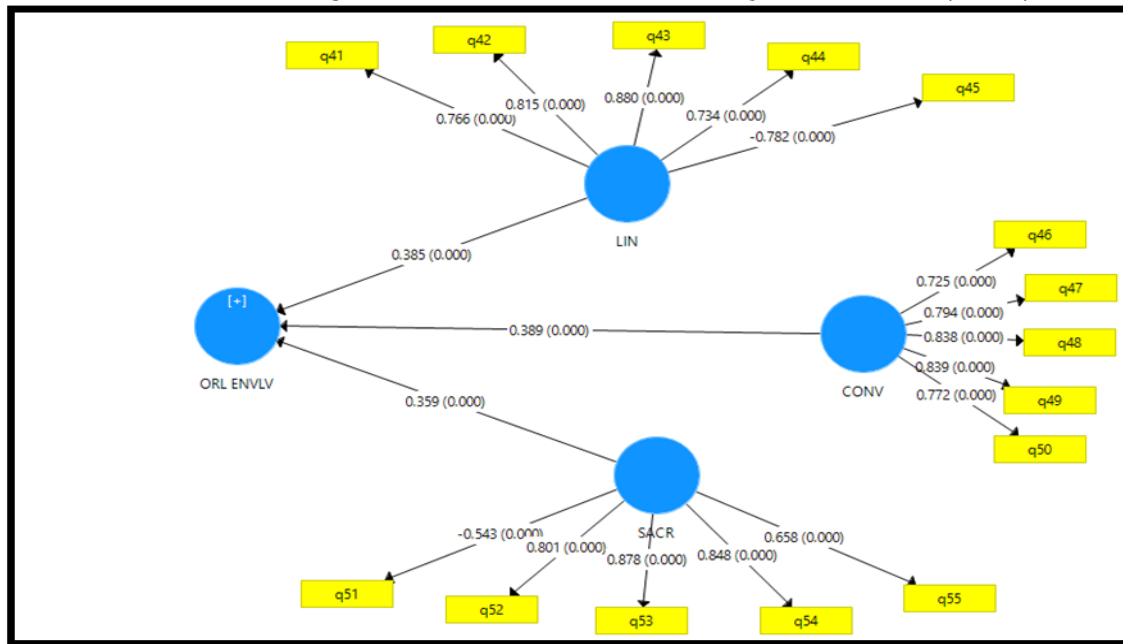 q41
q42
q43
q44
q45
0.766 (0.000)
0.815 (0.000)
0.880 (0.000)
0.734 (0.000)
-0.782 (0.000)
LIN
0.385 (0.000)
[+]
ORL ENVLV
0.389 (0.000)
CONV
q46
0.725 (0.000)
q47
0.794 (0.000)
q48
0.838 (0.000)
0.839 (0.000)
q49
0.772 (0.000)
q50
0.359 (0.000)
SACR
-0.543 (0.000)
0.801 (0.000)
0.878 (0.000)
0.848 (0.000)
0.658 (0.000)
q51
q52
q53
q54
q55